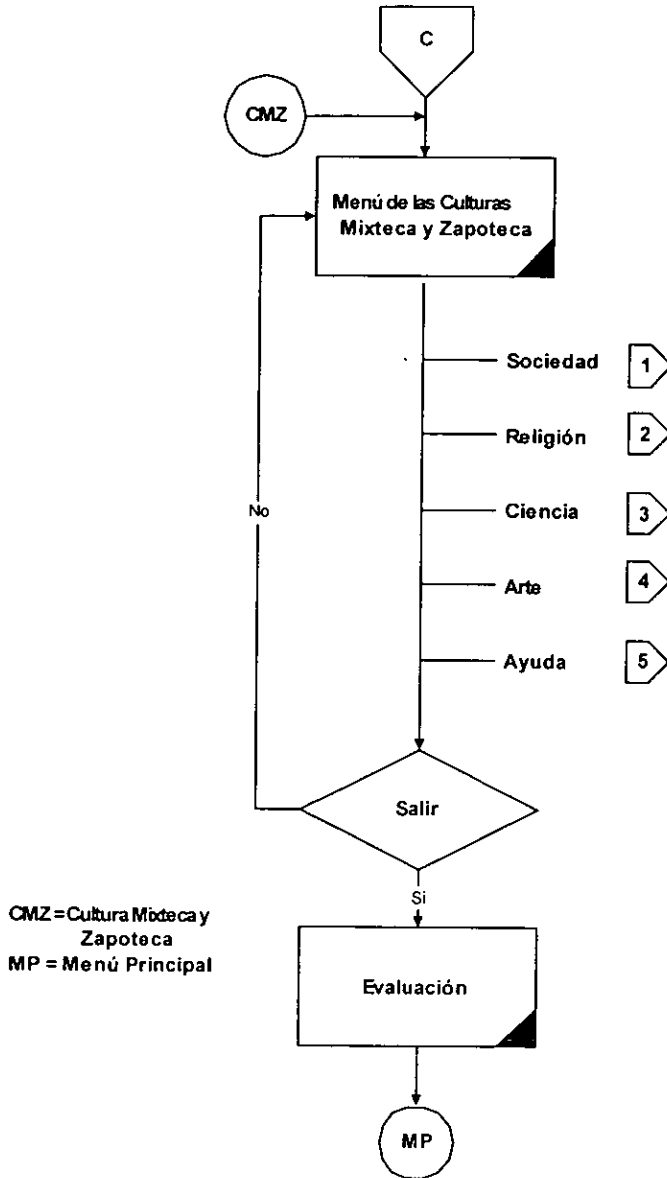 C
CMZ
Menú de las Culturas
Mixteca y Zapoteca
Sociedad 1
Religión 2
No
Ciencia 3
Arte 4
Ayuda 5
Salir
Si
CMZ = Cultura Mixteca y
Zapoteca
MP = Menú Principal
Evaluación
MP